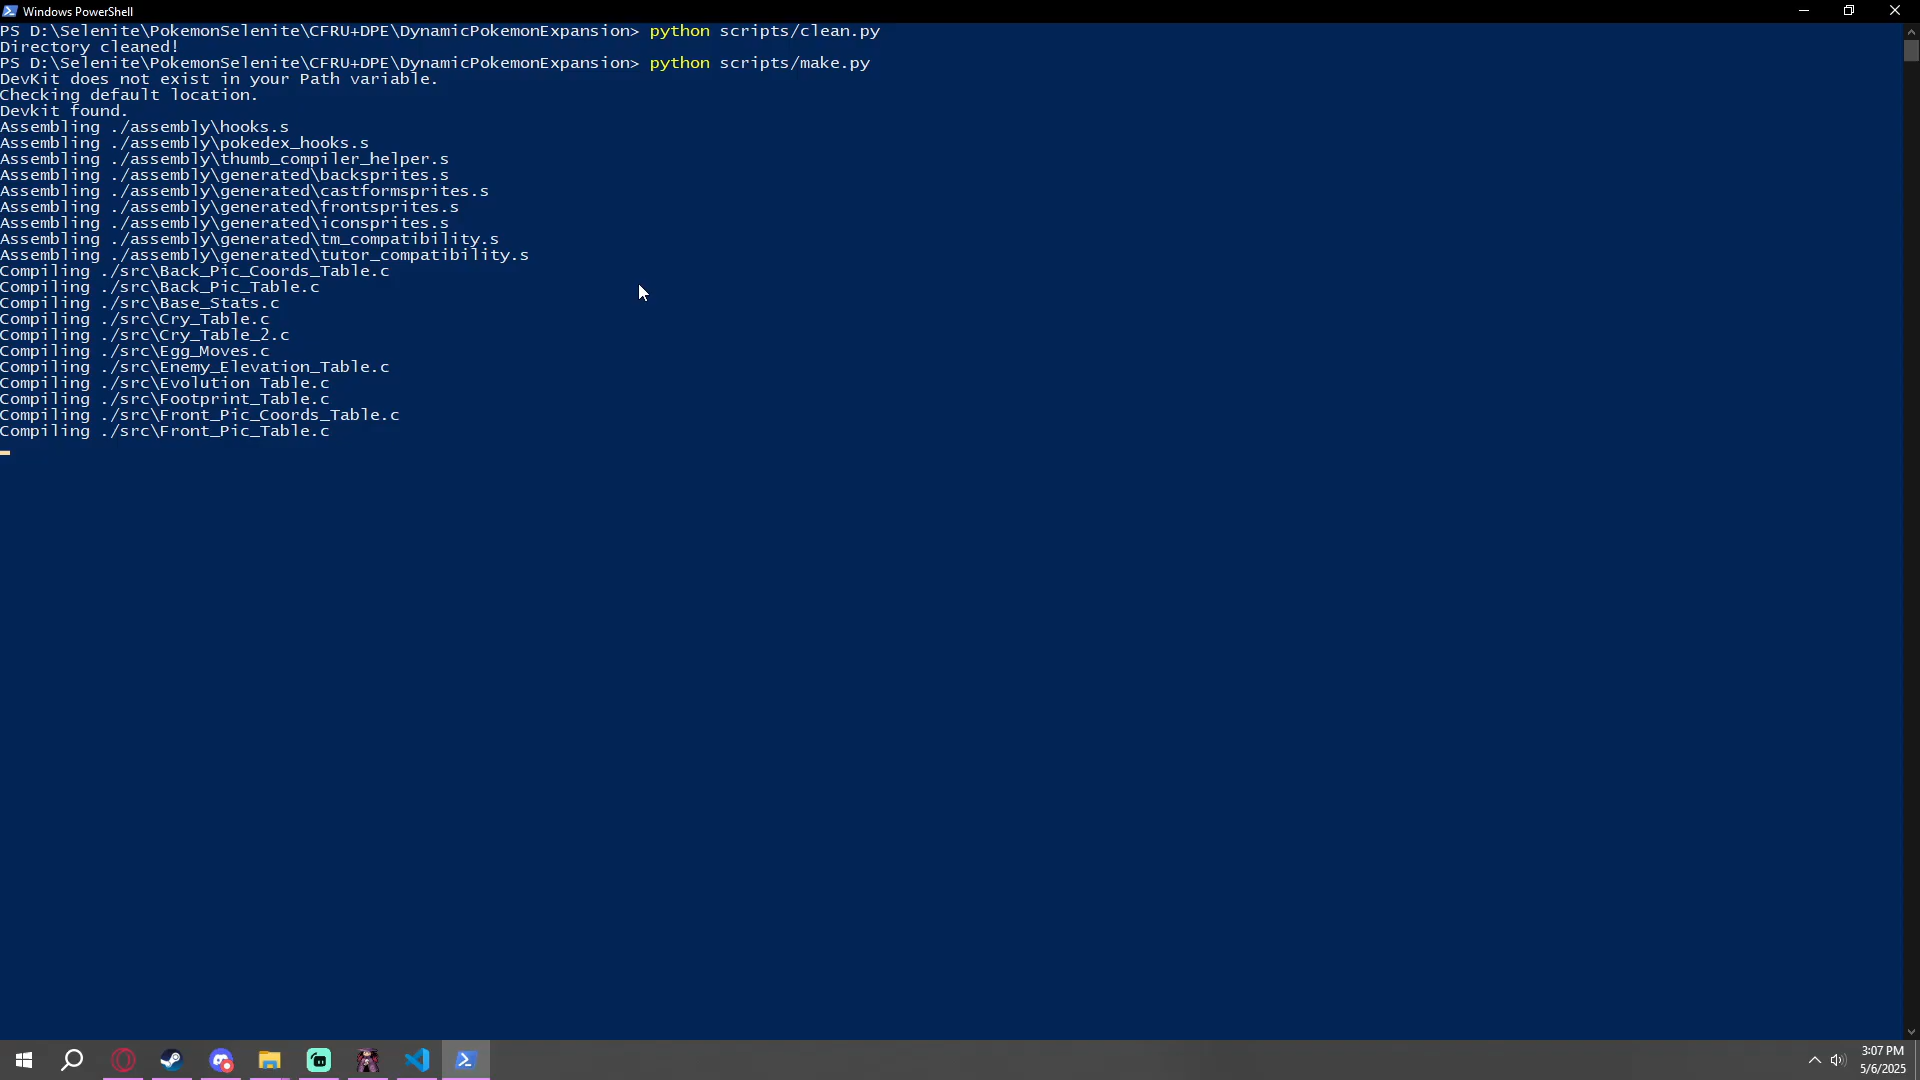 Windows PowerShell
PS D:\Selenite\PokemonSelenite\CFRU+DPE\DynamicPokemonExpansion> python scripts/clean.py
Directory cleaned!
PS D:\Selenite\PokemonSelenite\CFRU+DPE\DynamicPokemonExpansion> python scripts/make.py
DevKit does not exist in your Path variable.
Checking default location.
Devkit found.
Assembling ./assembly\hooks.s
Assembling ./assembly\pokedex_hooks.s
Assembling ./assembly\thumb_compiler_helper.s
Assembling ./assembly\generated\backsprites.s
Assembling ./assembly\generated\castformsprites.s
Assembling ./assembly\generated\frontsprites.s
Assembling ./assembly\generated\iconsprites.s
Assembling ./assembly\generated\tm_compatibility.s
Assembling ./assembly\generated\tutor_compatibility.s
Compiling ./src\Back_Pic_Coords_Table.c
Compiling ./src\Back_Pic_Table.c
Compiling ./src\Base_Stats.c
Compiling ./src\Cry_Table.c
Compiling ./src\Cry_Table_2.c
Compiling ./src\Egg_Moves.c
Compiling ./src\Enemy_Elevation_Table.c
Compiling ./src\Evolution Table.c
Compiling ./src\Footprint_Table.c
Compiling ./src\Front_Pic_Coords_Table.c
Compiling ./src\Front_Pic_Table.c
3:07 PM
5/6/2025